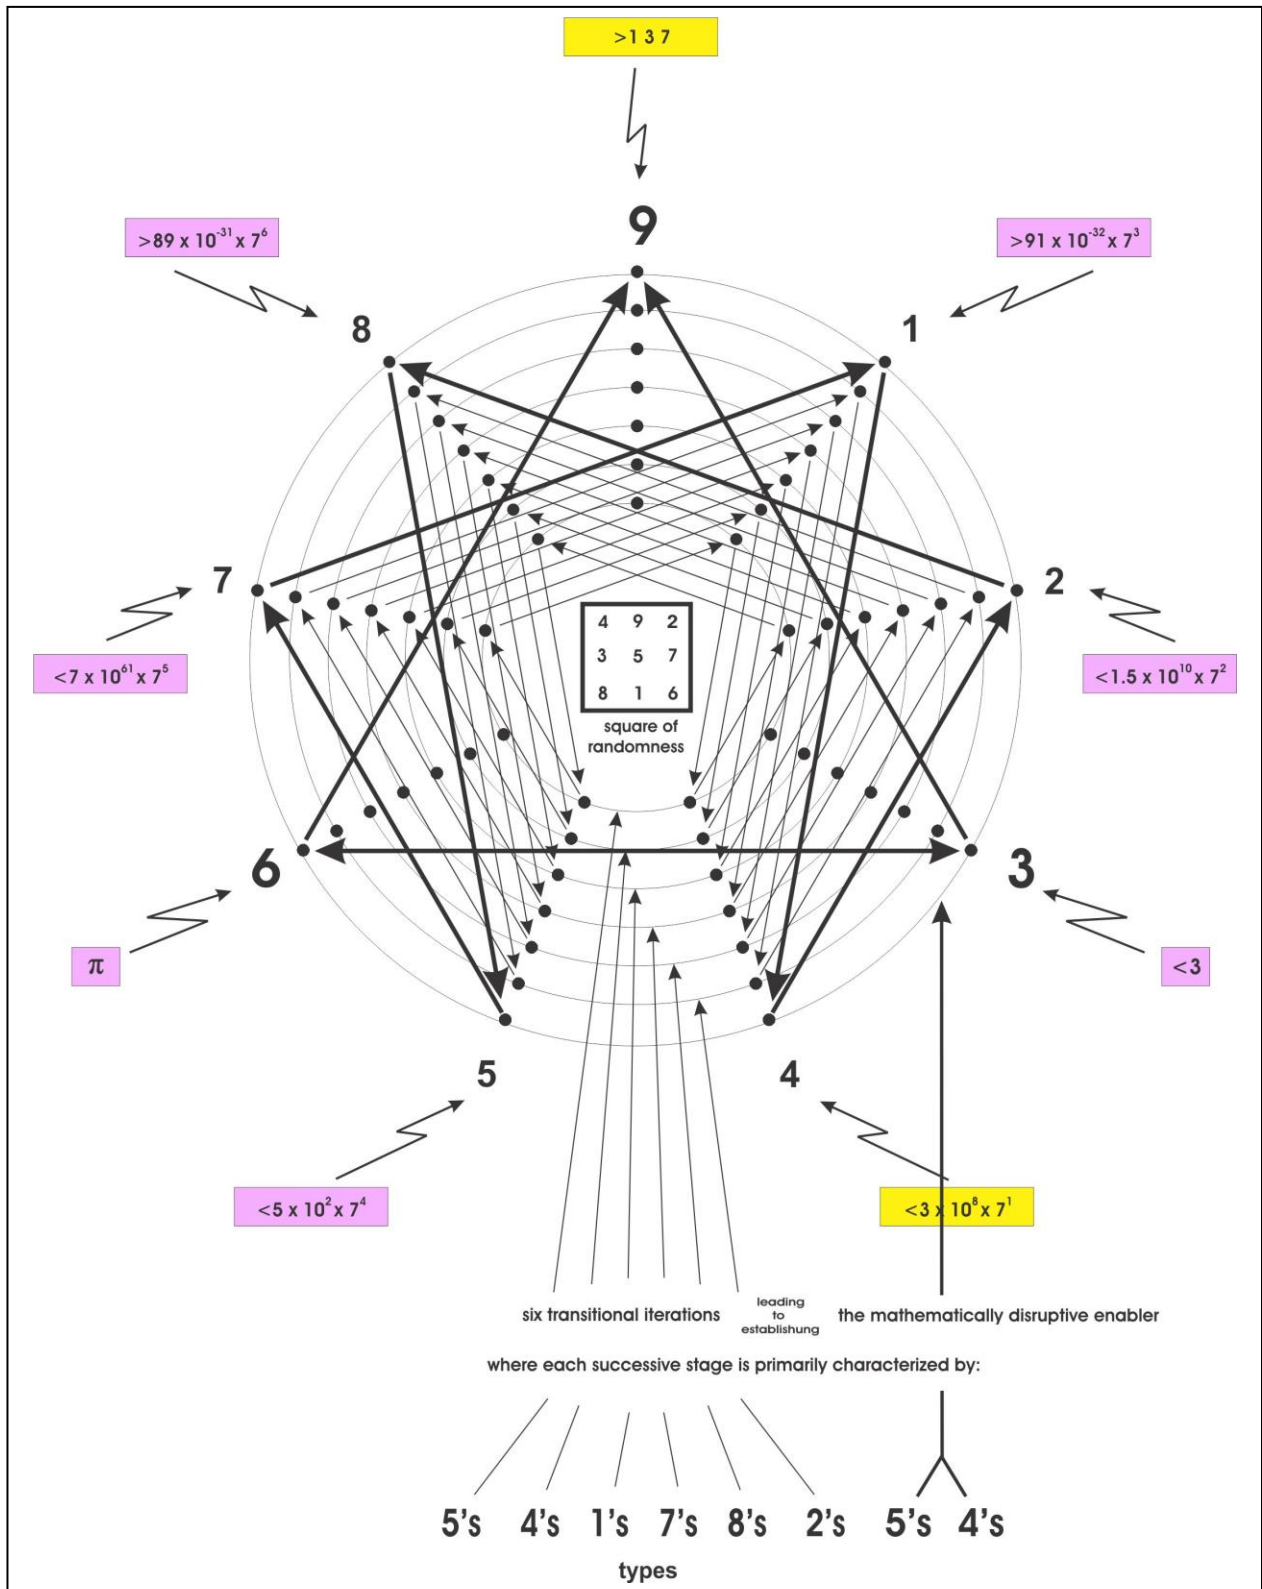 >1 3 7
9
>89 x 10⁻³¹ x 7⁶
>91 x 10⁻³² x 7³
8
1
7
2
4 9 2
3 5 7
8 1 6
square of
randomness
<7 x 10⁶¹ x 7⁵
<1.5 x 10¹⁰ x 7²
6
3
π
<3
5
4
<5 x 10² x 7⁴
<3 x 10⁸ x 7¹
six transitional iterations
leading
to
establishung
the mathematically disruptive enabler
where each successive stage is primarily characterized by:
5's 4's 1's 7's 8's 2's 5's 4's
types